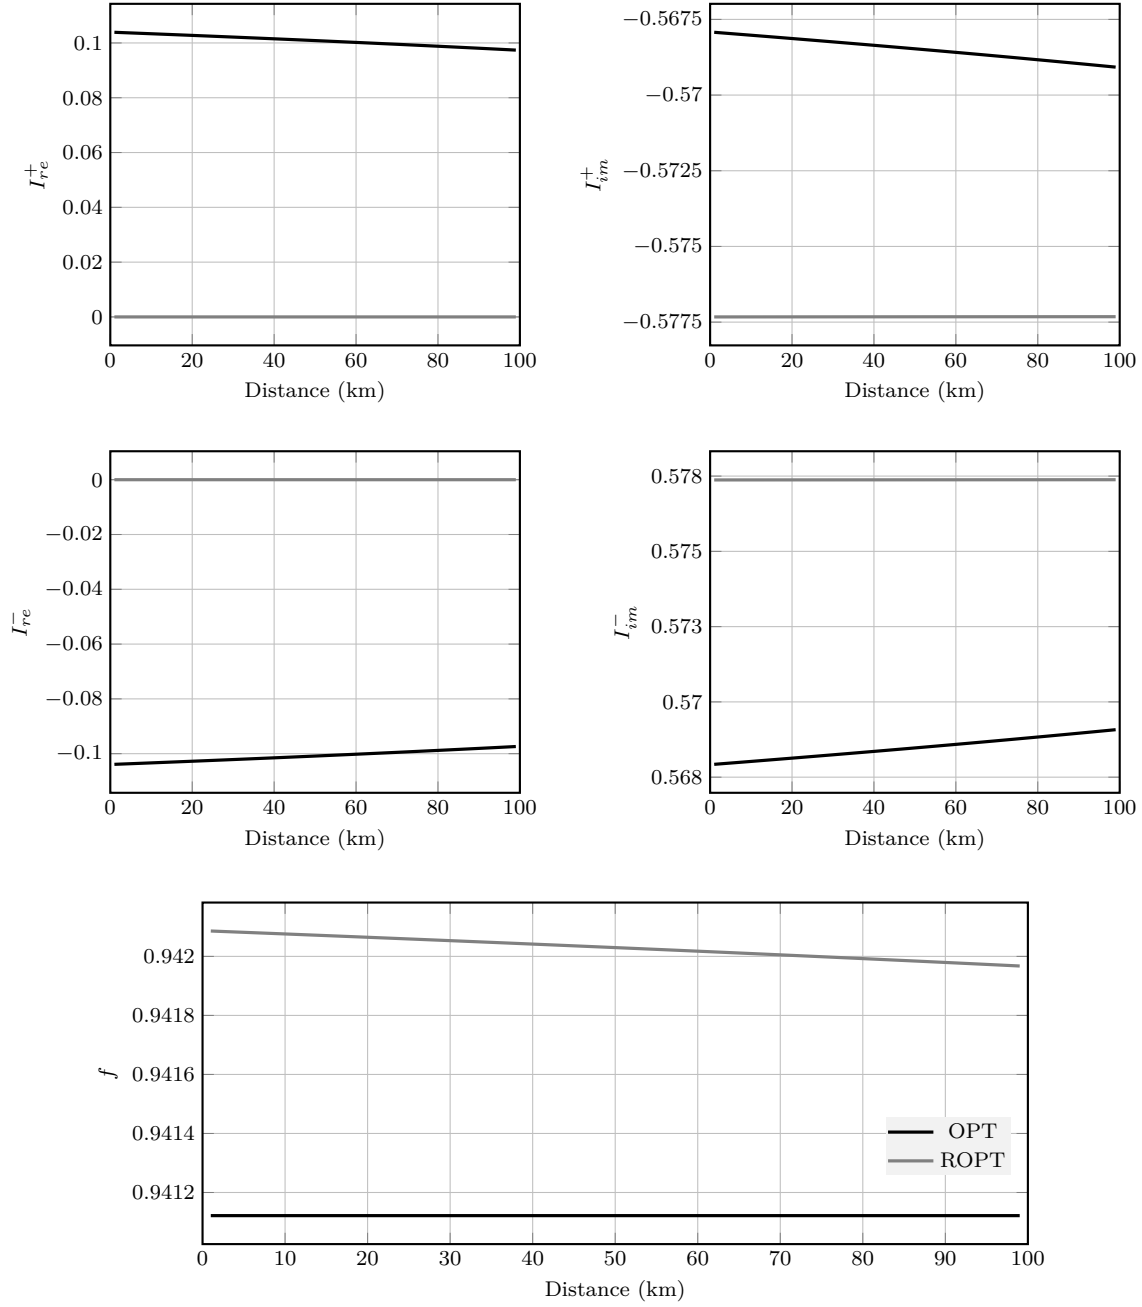 0.1
0.08
0.06
0.04
0.02
0
0 20 40 60 80 100
Distance (km)
I_{re}^{+}
−0.5675
−0.57
−0.5725
−0.575
−0.5775
0 20 40 60 80 100
Distance (km)
I_{im}^{+}
0
−0.02
−0.04
−0.06
−0.08
−0.1
0 20 40 60 80 100
Distance (km)
I_{re}^{−}
0.578
0.575
0.573
0.57
0.568
0 20 40 60 80 100
Distance (km)
I_{im}^{−}
0.942
0.9418
0.9416
0.9414
0.9412
0 10 20 30 40 50 60 70 80 90 100
Distance (km)
f
OPT
ROPT